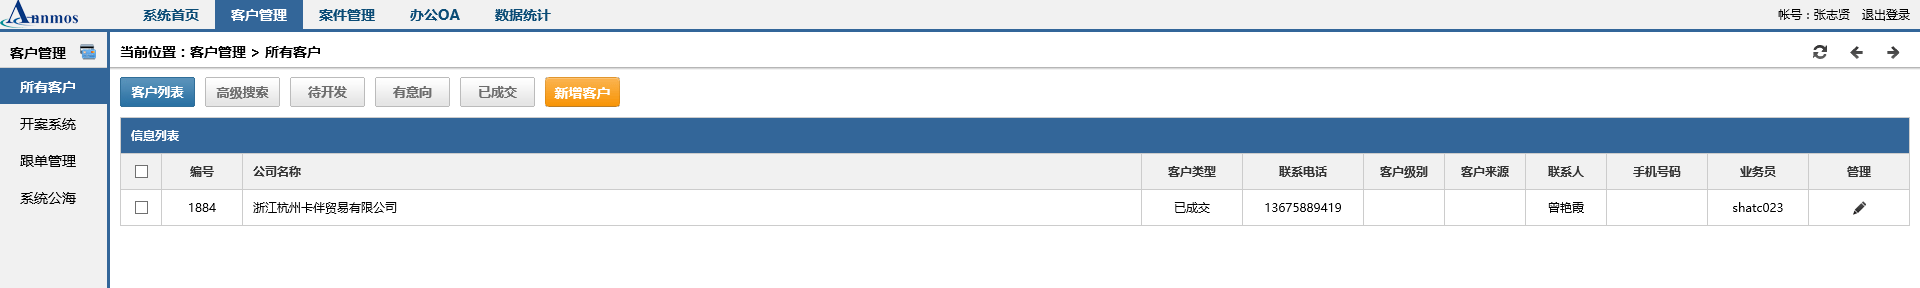 Aanmos 系统首页 客户管理 案件管理 办公OA 数据统计 帐号：张志贤 退出登录
客户管理 当前位置：客户管理 > 所有客户
所有客户 客户列表 高级搜索 待开发 有意向 已成交 新增客户
开案系统
跟单管理
系统公海
信息列表
编号 公司名称 客户类型 联系电话 客户级别 客户来源 联系人 手机号码 业务员 管理
1884 浙江杭州卡伴贸易有限公司 已成交 13675889419 曾艳霞 shatc023